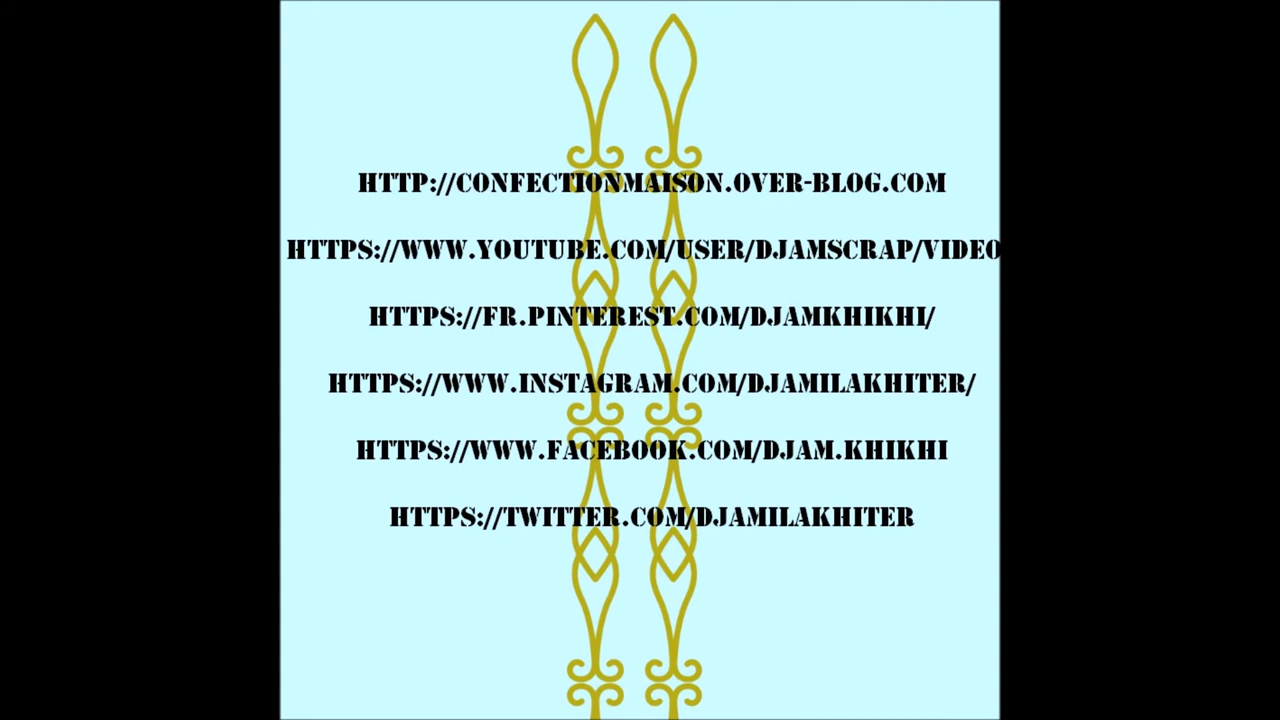 HTTP://CONFECTIONMAISON.OVER-BLOG.COM
HTTPS://WWW.YOUTUBE.COM/USER/DJAMSCRAP/VIDEO
HTTPS://FR.PINTEREST.COM/DJAMKHIKHI/
HTTPS://WWW.INSTAGRAM.COM/DJAMILAKHITER/
HTTPS://WWW.FACEBOOK.COM/DJAM.KHIKHI
HTTPS://TWITTER.COM/DJAMILAKHITER